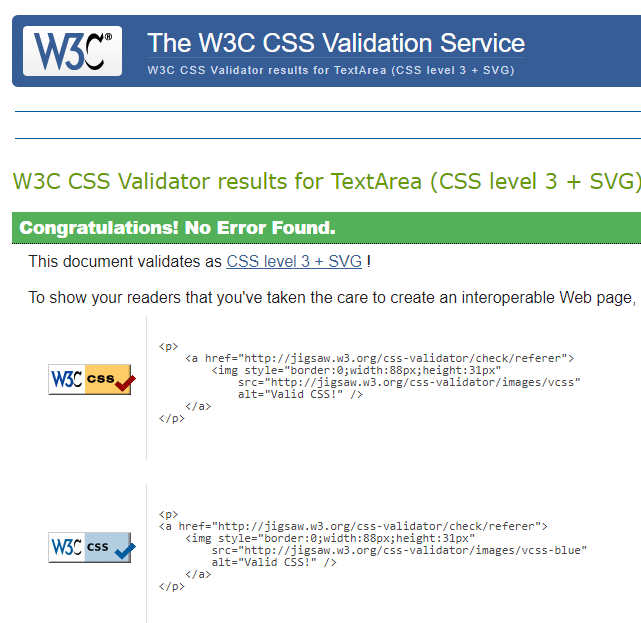 W3C®
The W3C CSS Validation Service
W3C CSS Validator results for TextArea (CSS level 3 + SVG)
W3C CSS Validator results for TextArea (CSS level 3 + SVG)
Congratulations! No Error Found.
This document validates as CSS level 3 + SVG !
To show your readers that you've taken the care to create an interoperable Web page,
W3C css
<p>
    <a href="http://jigsaw.w3.org/css-validator/check/referer">
        <img style="border:0;width:88px;height:31px"
            src="http://jigsaw.w3.org/css-validator/images/vcss"
            alt="Valid CSS!" />
    </a>
</p>
W3C css
<p>
<a href="http://jigsaw.w3.org/css-validator/check/referer">
    <img style="border:0;width:88px;height:31px"
        src="http://jigsaw.w3.org/css-validator/images/vcss-blue"
        alt="Valid CSS!" />
    </a>
</p>